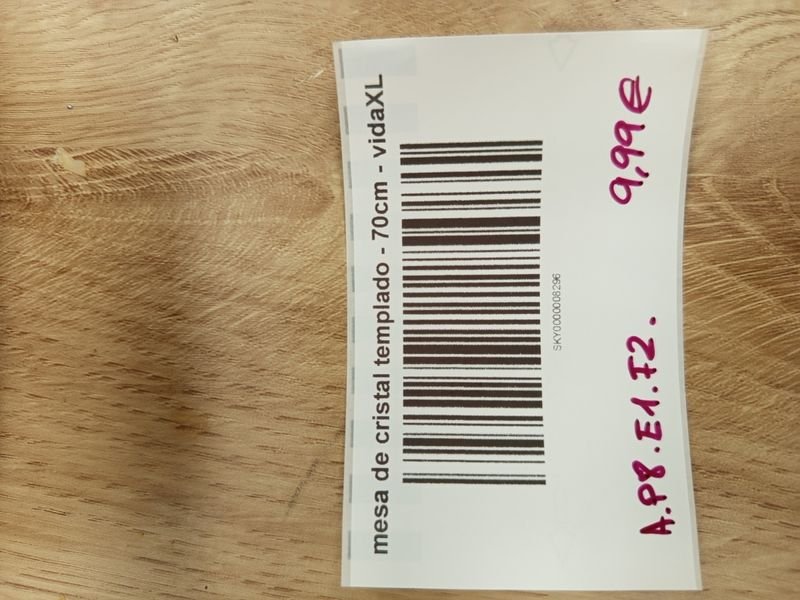 mesa de cristal templado - 70cm - vidaXL
SKY0000008296
A.P8.E1.F2. 9,99€